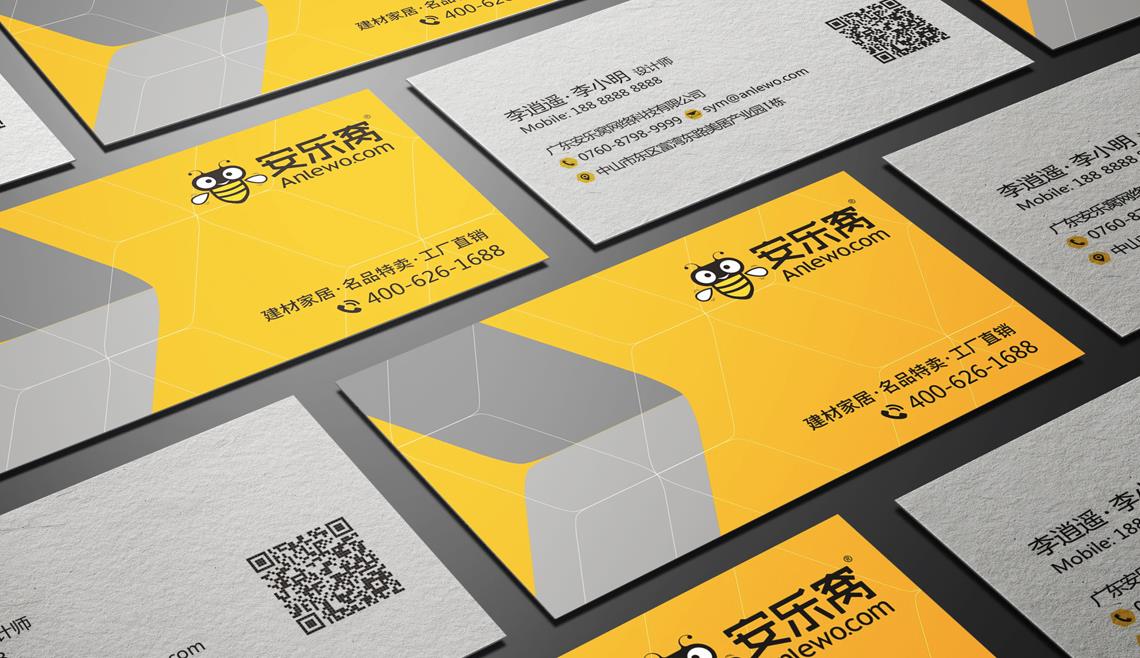 建材家居·名品
400-62
李逍遥·李小明 设计师
Mobile: 188 8888 8888
广东安乐窝网络科技有限公司
0760-8798-9999 sym@anlewo.com
中山市东区富湾东路美居产业园I栋
安乐窝®
Anlewo.com
建材家居·名品特卖·工厂直销
400-626-1688
安乐窝®
Anlewo.com
建材家居·名品特卖·工厂直销
400-626-1688
李逍遥·李小明
Mobile: 188 8888 8
广东安乐窝网络
0760-8
中山
计师
com
安乐窝®
Anlewo.com
李逍遥·李
Mobile: 188
广东安